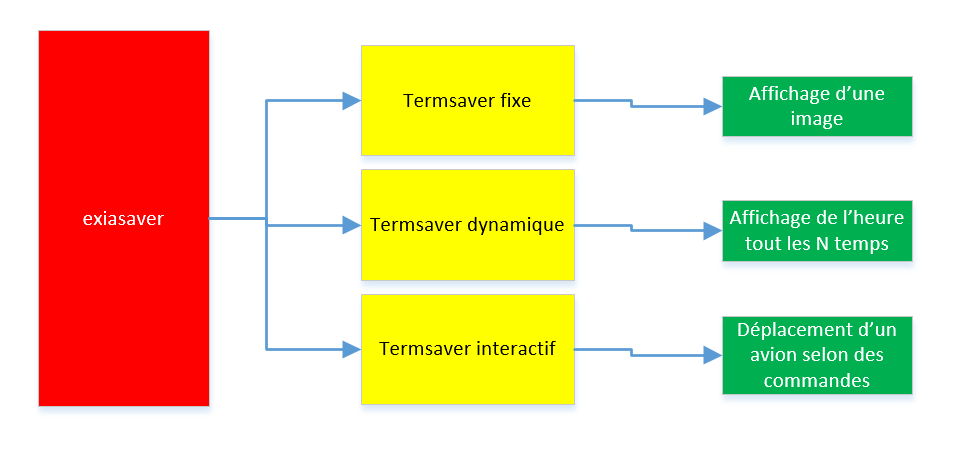 exiasaver
Termsaver fixe
Affichage d’une
image
Termsaver dynamique
Affichage de l’heure
tout les N temps
Termsaver interactif
Déplacement d’un
avion selon des
commandes